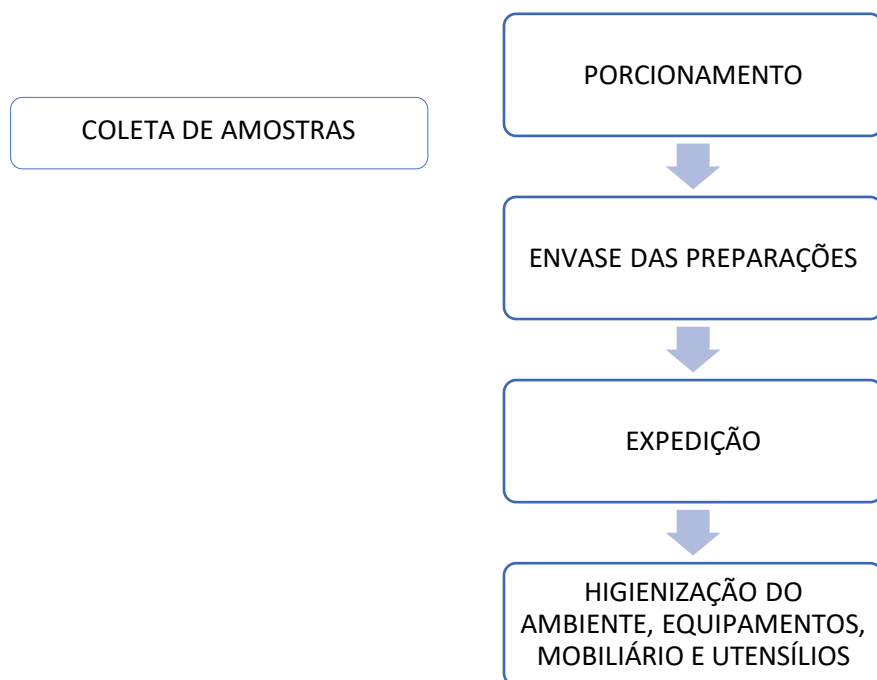 PORCIONAMENTO
COLETA DE AMOSTRAS
ENVASE DAS PREPARAÇÕES
EXPEDIÇÃO
HIGIENIZAÇÃO DO
AMBIENTE, EQUIPAMENTOS,
MOBILIÁRIO E UTENSÍLIOS